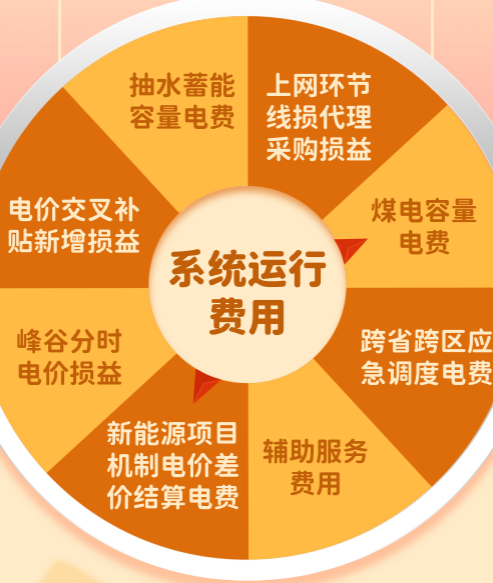 抽水蓄能
容量电费
上网环节
线损代理
采购损益
煤电容量
电费
跨省跨区应
急调度电费
辅助服务
费用
新能源项目
机制电价差
价结算电费
峰谷分时
电价损益
电价交叉补
贴新增损益
系统运行
费用